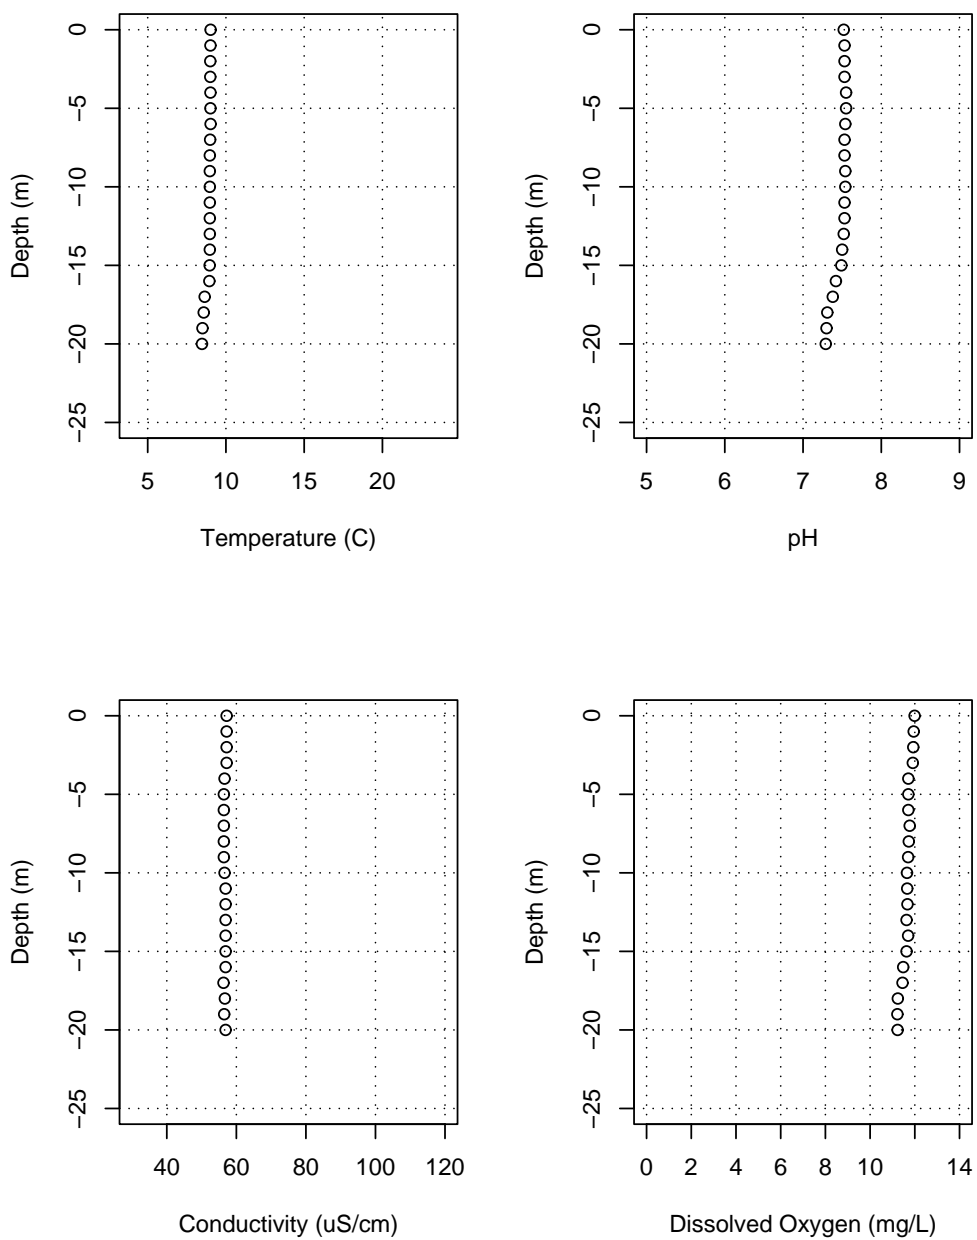 0
−5
−10
−15
−20
−25
Depth (m)
5 10 15 20
Temperature (C)
0
−5
−10
−15
−20
−25
Depth (m)
5 6 7 8 9
pH
0
−5
−10
−15
−20
−25
Depth (m)
40 60 80 100 120
Conductivity (uS/cm)
0
−5
−10
−15
−20
−25
Depth (m)
0 2 4 6 8 10 14
Dissolved Oxygen (mg/L)